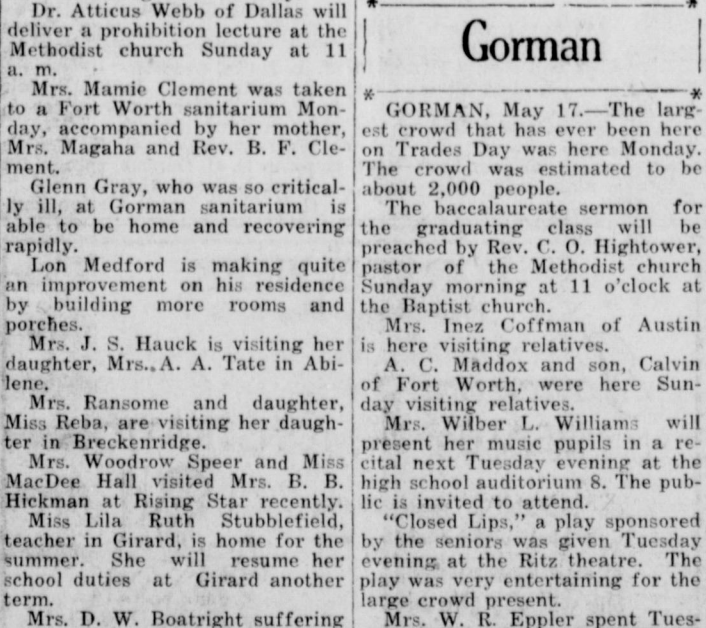 Dr. Atticus Webb of Dallas will
deliver a prohibition lecture at the
Methodist church Sunday at 11
a. m.
Mrs. Mamie Clement was taken
to a Fort Worth sanitarium Mon-
day, accompanied by her mother,
Mrs. Magaha and Rev. B. F. Cle-
ment.
Glenn Gray, who was so critical-
ly ill, at Gorman sanitarium is
able to be home and recovering
rapidly.
Lon Medford is making quite
an improvement on his residence
by building more rooms and
porches.
Mrs. J. S. Hauck is visiting her
daughter, Mrs. A. A. Tate in Abi-
lene.
Mrs. Ransome and daughter,
Miss Reba, are visiting her daugh-
ter in Breckenridge.
Mrs. Woodrow Speer and Miss
MacDee Hall visited Mrs. B. B.
Hickman at Rising Star recently.
Miss Lila Ruth Stubblefield,
teacher in Girard, is home for the
summer. She will resume her
school duties at Girard another
term.
Mrs. D. W. Boatright suffering
Gorman
GORMAN, May 17.—The larg-
est crowd that has ever been here
on Trades Day was here Monday.
The crowd was estimated to be
about 2,000 people.
The baccalaureate sermon for
the graduating class will be
preached by Rev. C. O. Hightower,
pastor of the Methodist church
Sunday morning at 11 o'clock at
the Baptist church.
Mrs. Inez Coffman of Austin
is here visiting relatives.
A. C. Maddox and son, Calvin
of Fort Worth, were here Sun-
day visiting relatives.
Mrs. Wilber L. Williams will
present her music pupils in a re-
cital next Tuesday evening at the
high school auditorium 8. The pub-
lic is invited to attend.
"Closed Lips," a play sponsored
by the seniors was given Tuesday
evening at the Ritz theatre. The
play was very entertaining for the
large crowd present.
Mrs. W. R. Eppler spent Tues-